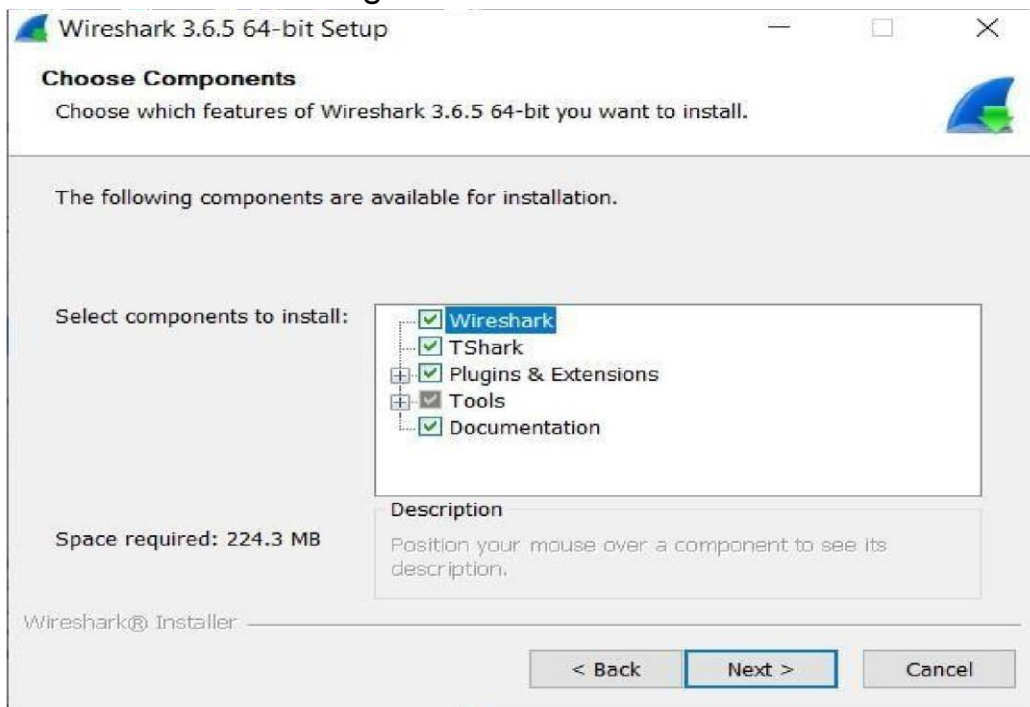 Wireshark 3.6.5 64-bit Setup
Choose Components
Choose which features of Wireshark 3.6.5 64-bit you want to install.
The following components are available for installation.
Select components to install:
Wireshark
TShark
Plugins & Extensions
Tools
Documentation
Space required: 224.3 MB
Description
Position your mouse over a component to see its
description.
Wireshark® Installer
< Back
Next >
Cancel